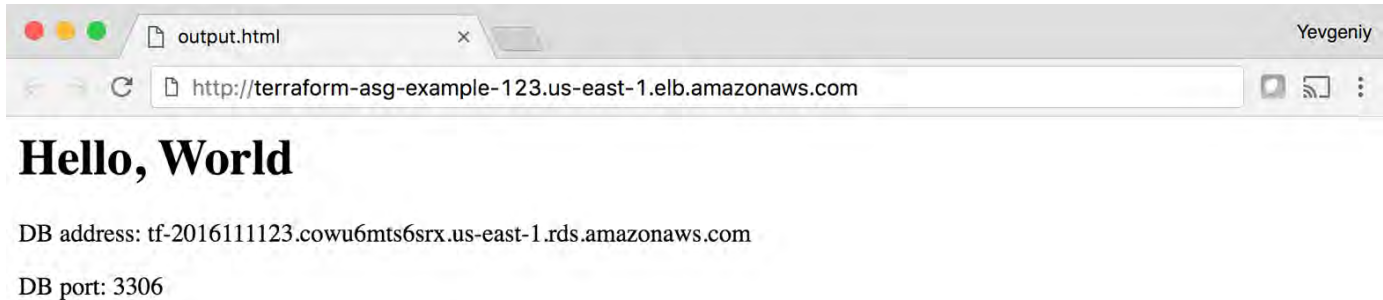 output.html
Yevgeniy
http://terraform-asg-example-123.us-east-1.elb.amazonaws.com
Hello, World
DB address: tf-2016111123.cowu6mts6srx.us-east-1.rds.amazonaws.com
DB port: 3306